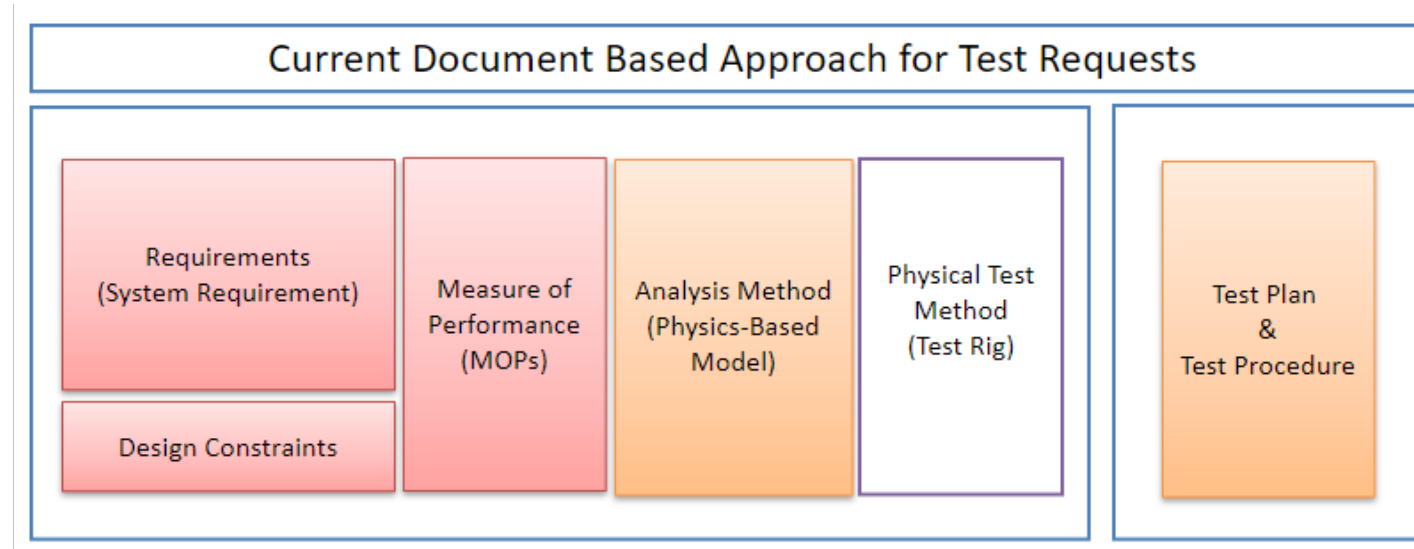 Current Document Based Approach for Test Requests
Requirements
(System Requirement)
Design Constraints
Measure of
Performance
(MOPs)
Analysis Method
(Physics-Based
Model)
Physical Test
Method
(Test Rig)
Test Plan
&
Test Procedure